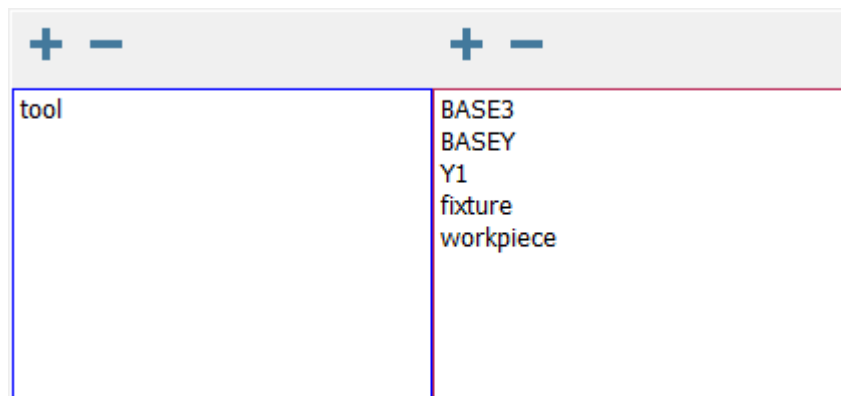 tool
BASE3
BASEY
Y1
fixture
workpiece